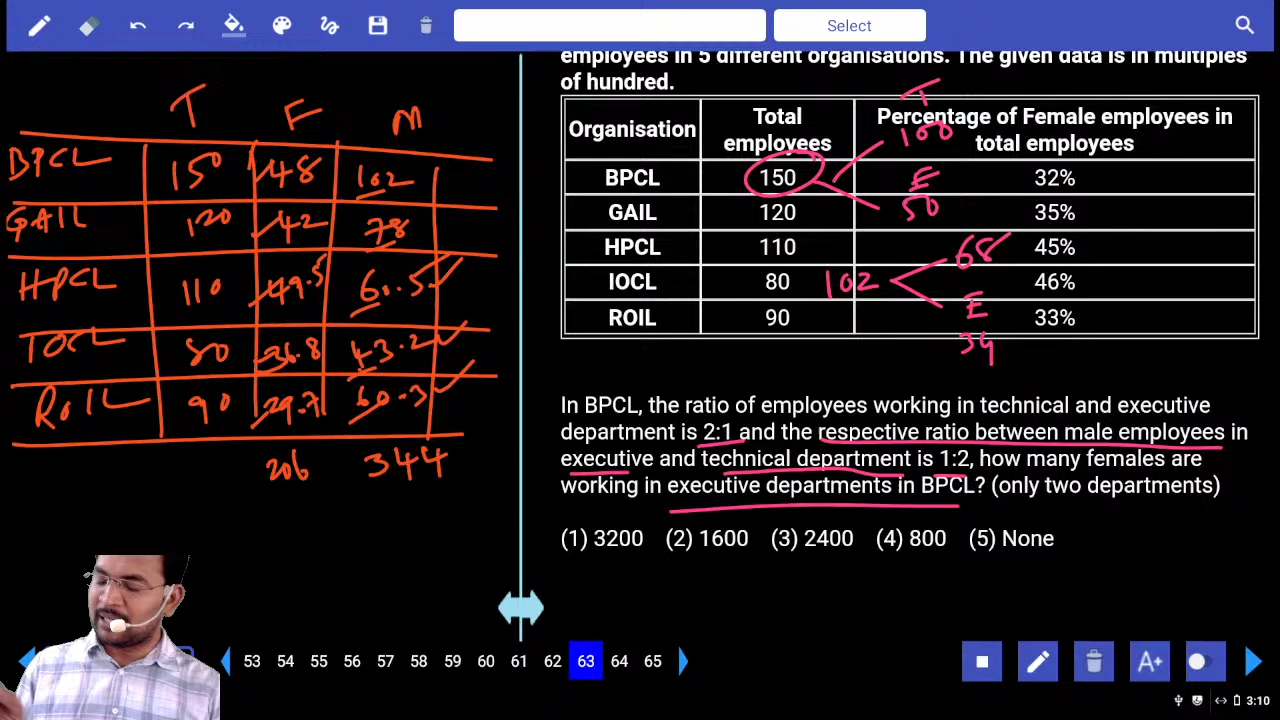 Select
employees in 5 different organisations. The given data is in multiples
of hundred.
T F M
BPCL 150 48 102
GAIL 120 42 78
HPCL 110 49.5 60.5
IOCL 80 36.8 43.2
ROIL 90 29.7 60.3
206 344
Organisation Total employees Percentage of Female employees in total employees
BPCL 150 32%
GAIL 120 35%
HPCL 110 45%
IOCL 80 46%
ROIL 90 33%
T
100
E
50
102
68
E
34
In BPCL, the ratio of employees working in technical and executive
department is 2:1 and the respective ratio between male employees in
executive and technical department is 1:2, how many females are
working in executive departments in BPCL? (only two departments)
(1) 3200 (2) 1600 (3) 2400 (4) 800 (5) None
53 54 55 56 57 58 59 60 61 62 63 64 65
A+
3:10